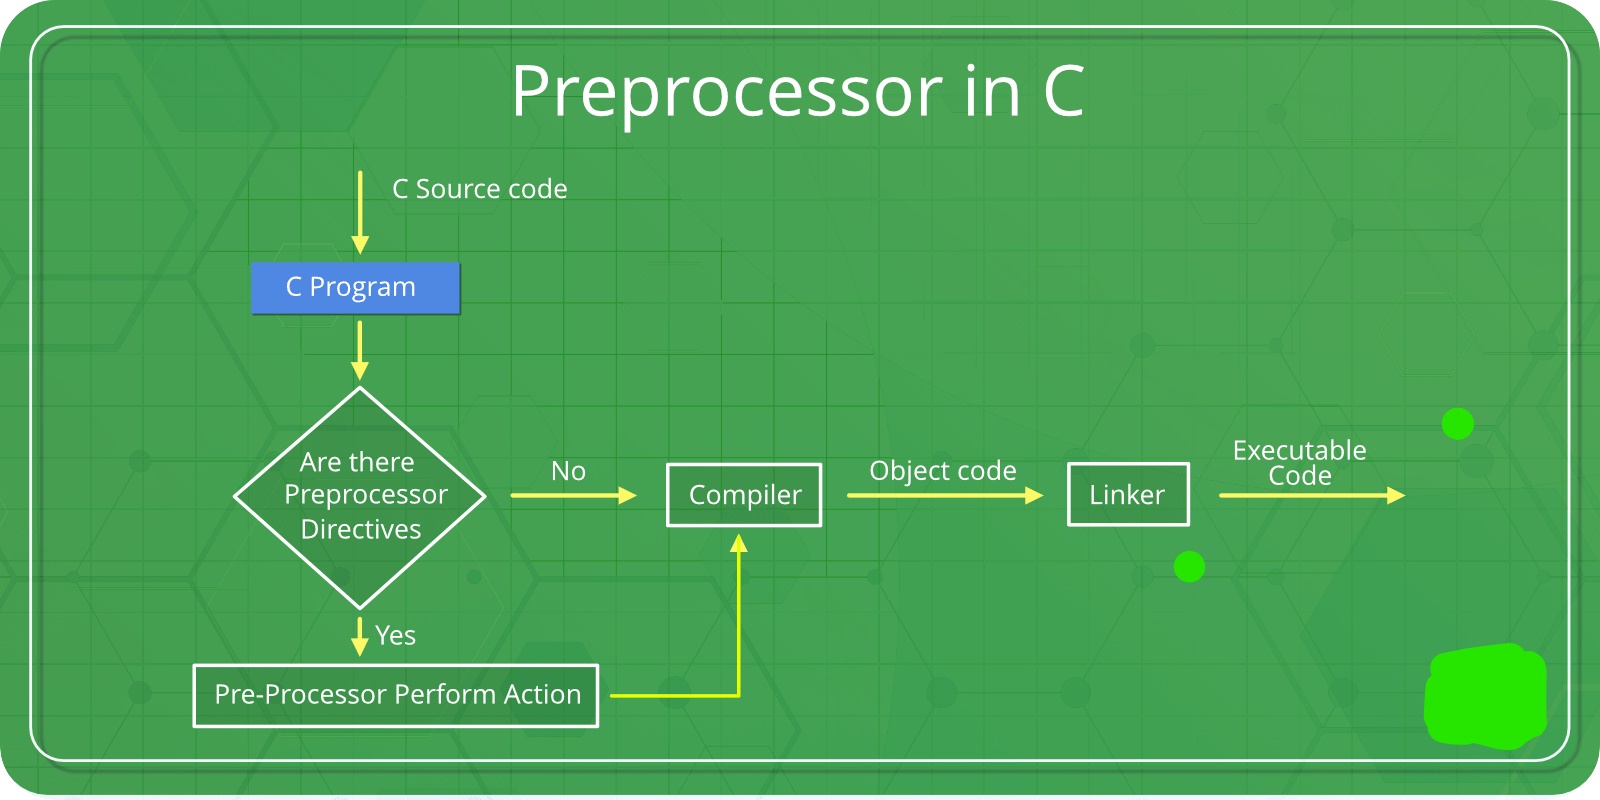 Preprocessor in C
C Source code
C Program
Are there
Preprocessor
Directives
No
Compiler
Object code
Linker
Executable
Code
Yes
Pre-Processor Perform Action